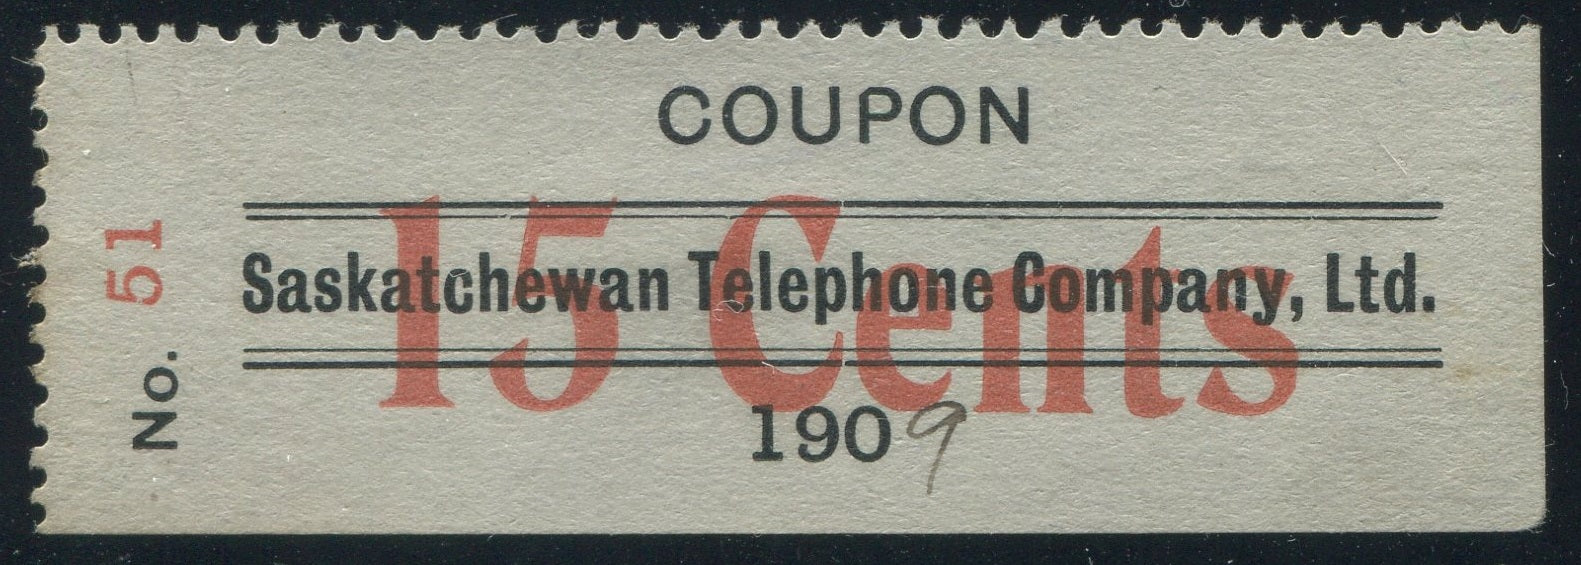 COUPON
No. 51
15 Cents
Saskatchewan Telephone Company, Ltd.
1909